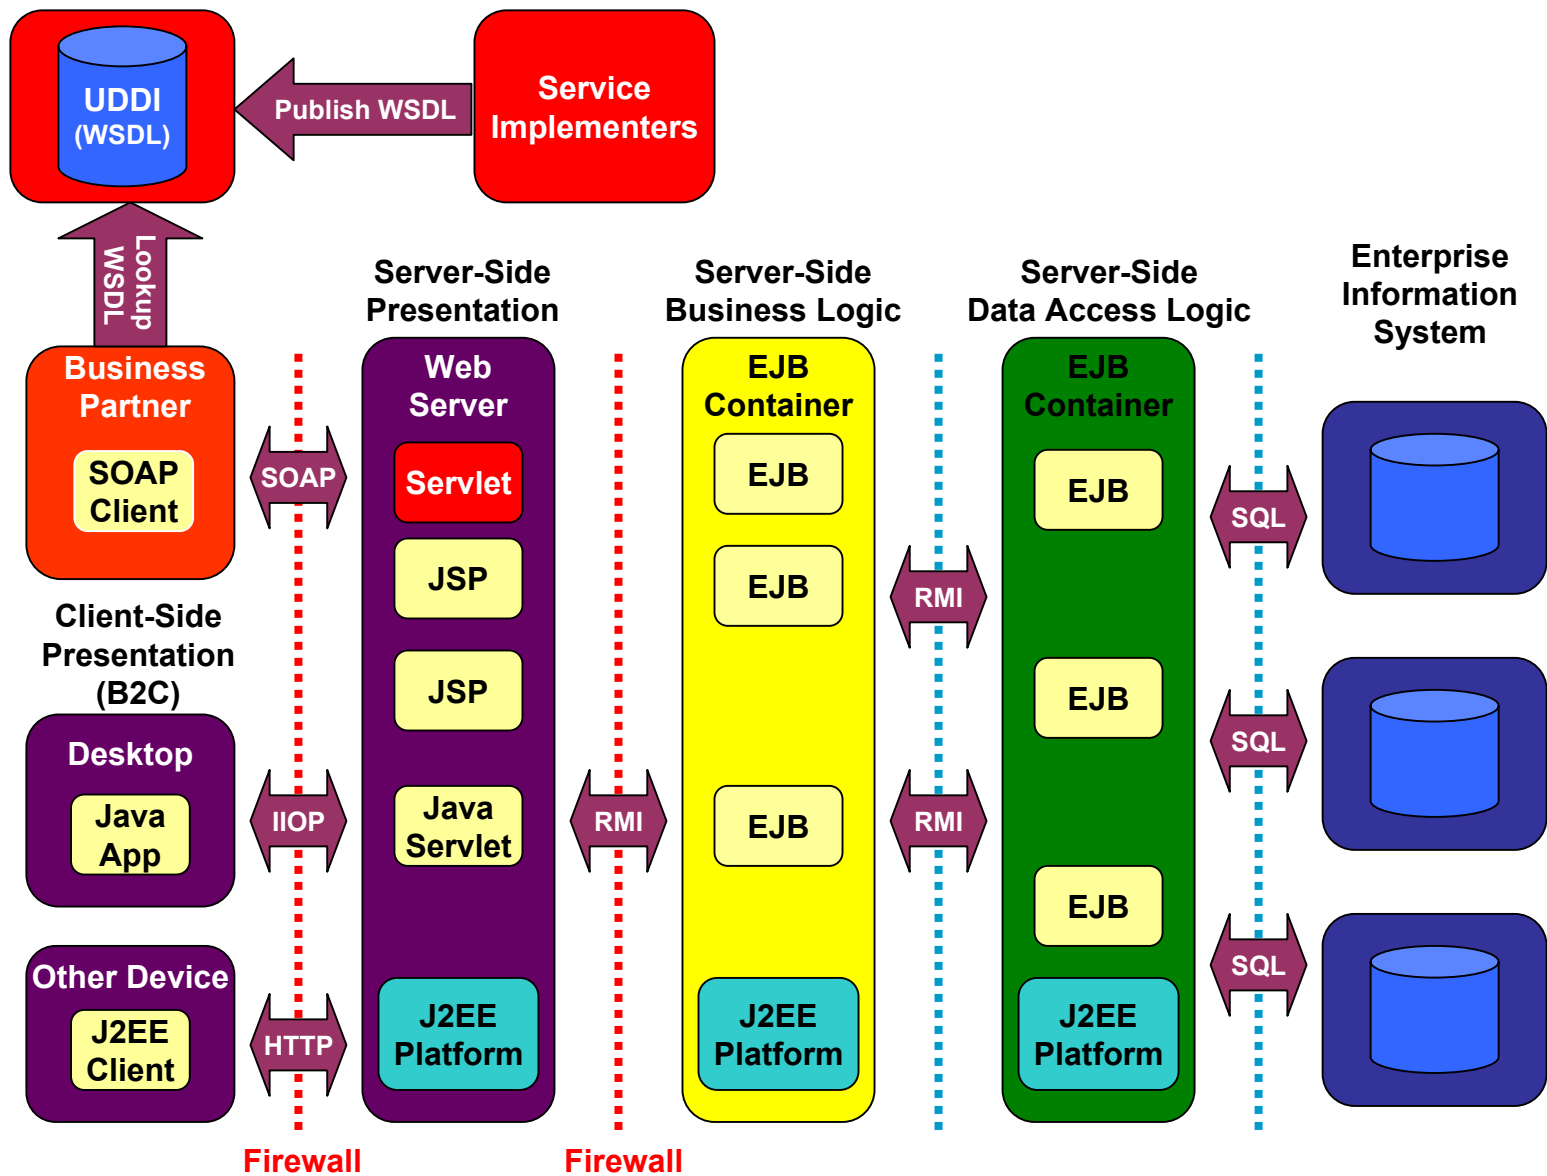 UDDI
(WSDL)
Publish WSDL
Service
Implementers
Lookup
WSDL
Server-Side
Presentation
Server-Side
Business Logic
Server-Side
Data Access Logic
Enterprise
Information
System
Business
Partner
SOAP
Client
SOAP
Web
Server
Servlet
JSP
JSP
Java
Servlet
J2EE
Platform
EJB
Container
EJB
EJB
EJB
J2EE
Platform
RMI
RMI
RMI
EJB
Container
EJB
EJB
EJB
J2EE
Platform
SQL
SQL
SQL
Client-Side
Presentation
(B2C)
Desktop
Java
App
IIOP
Other Device
J2EE
Client
HTTP
Firewall
Firewall